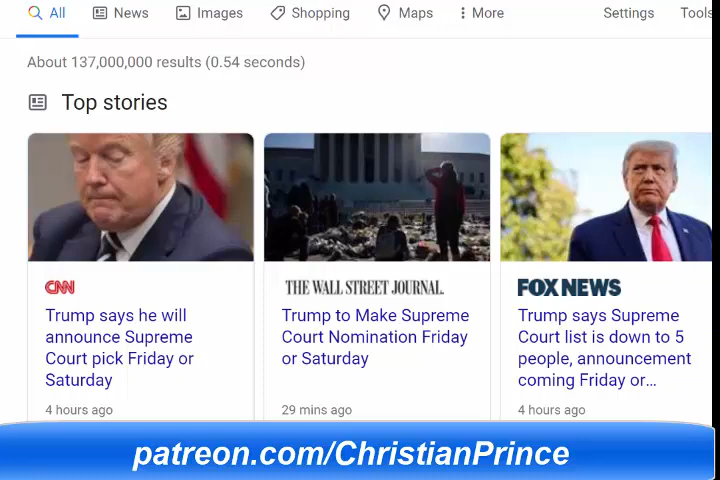 All News Images Shopping Maps More Settings Tools
About 137,000,000 results (0.54 seconds)
Top stories
CNN
Trump says he will
announce Supreme
Court pick Friday or
Saturday
4 hours ago
THE WALL STREET JOURNAL.
Trump to Make Supreme
Court Nomination Friday
or Saturday
29 mins ago
FOX NEWS
Trump says Supreme
Court list is down to 5
people, announcement
coming Friday or...
4 hours ago
patreon.com/ChristianPrince